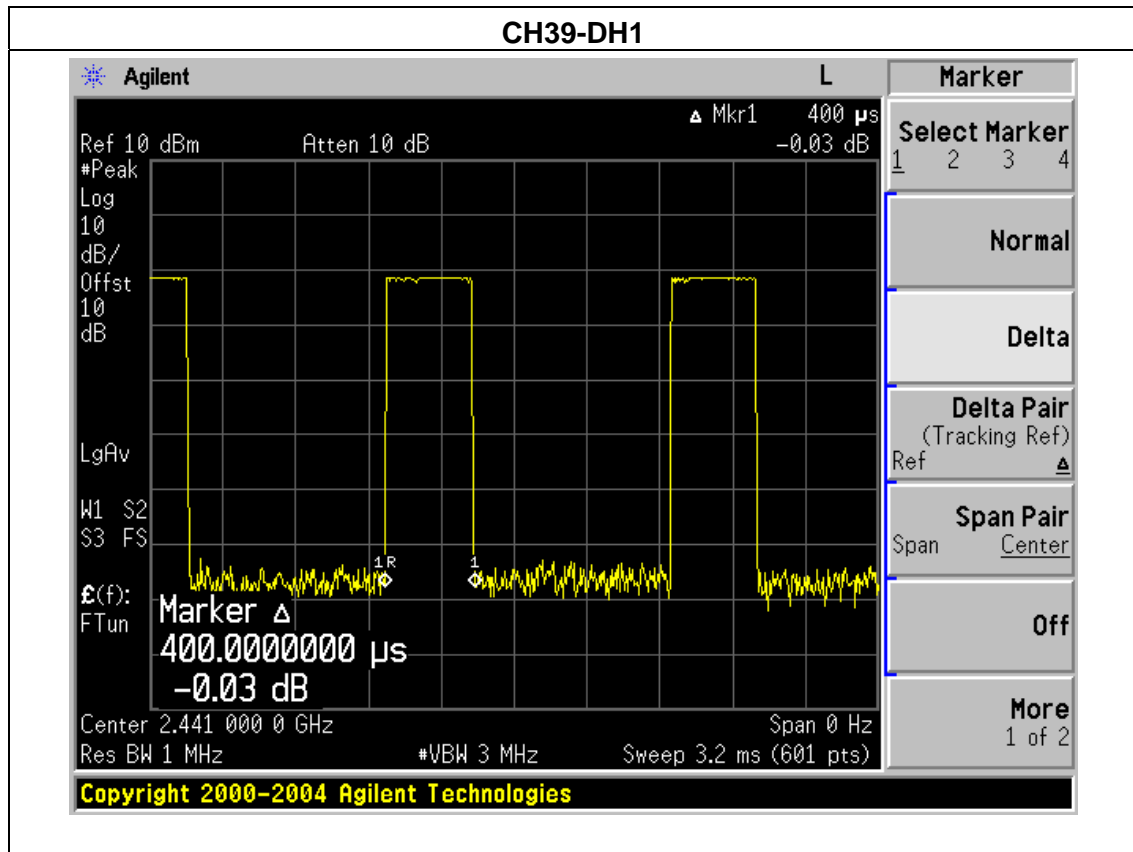 CH39-DH1
Agilent L Marker
Δ Mkr1 400 µs
Ref 10 dBm Atten 10 dB -0.03 dB
#Peak
Log
10
dB/
Offst
10
dB
LgAv
W1 S2
S3 FS
£(f):
FTun
1R 1
Marker Δ
400.0000000 µs
-0.03 dB
Center 2.441 000 0 GHz Span 0 Hz
Res BW 1 MHz #VBW 3 MHz Sweep 3.2 ms (601 pts)
Select Marker
1 2 3 4
Normal
Delta
Delta Pair
(Tracking Ref)
Ref Δ
Span Pair
Span Center
Off
More
1 of 2
Copyright 2000-2004 Agilent Technologies